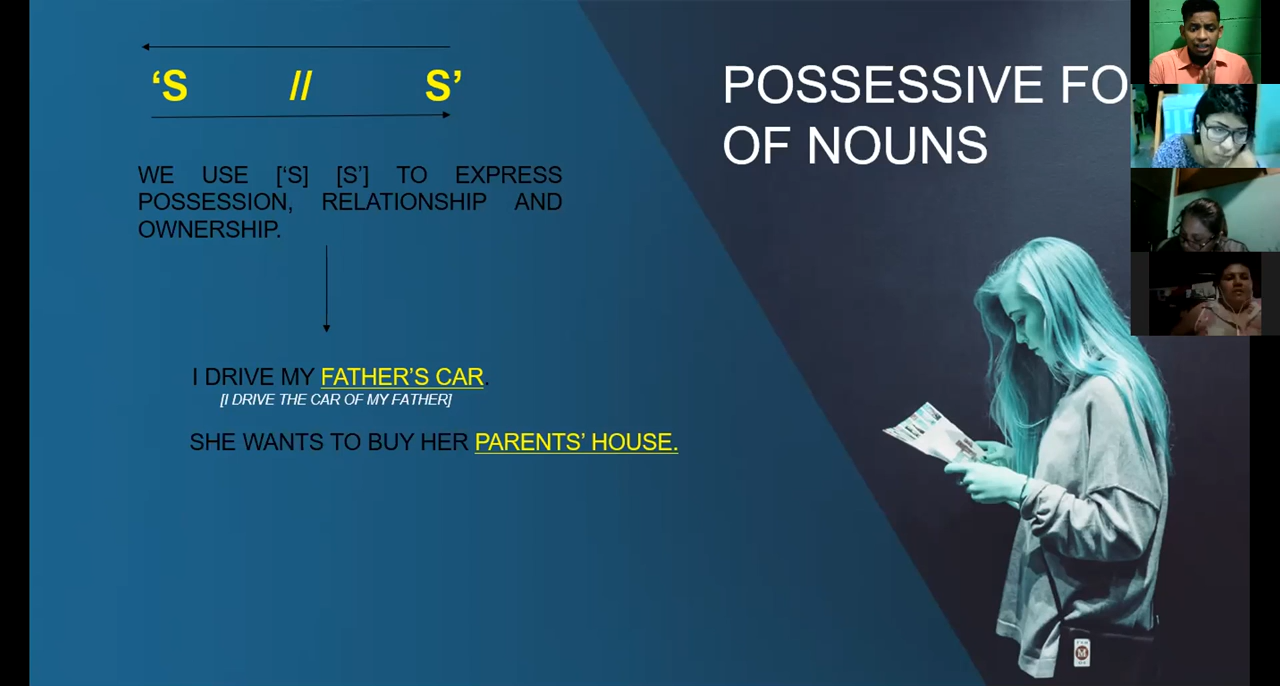 ‘S // S’
POSSESSIVE FO
OF NOUNS
WE USE [‘S] [S’] TO EXPRESS
POSSESSION, RELATIONSHIP AND
OWNERSHIP.
I DRIVE MY FATHER’S CAR.
[I DRIVE THE CAR OF MY FATHER]
SHE WANTS TO BUY HER PARENTS’ HOUSE.